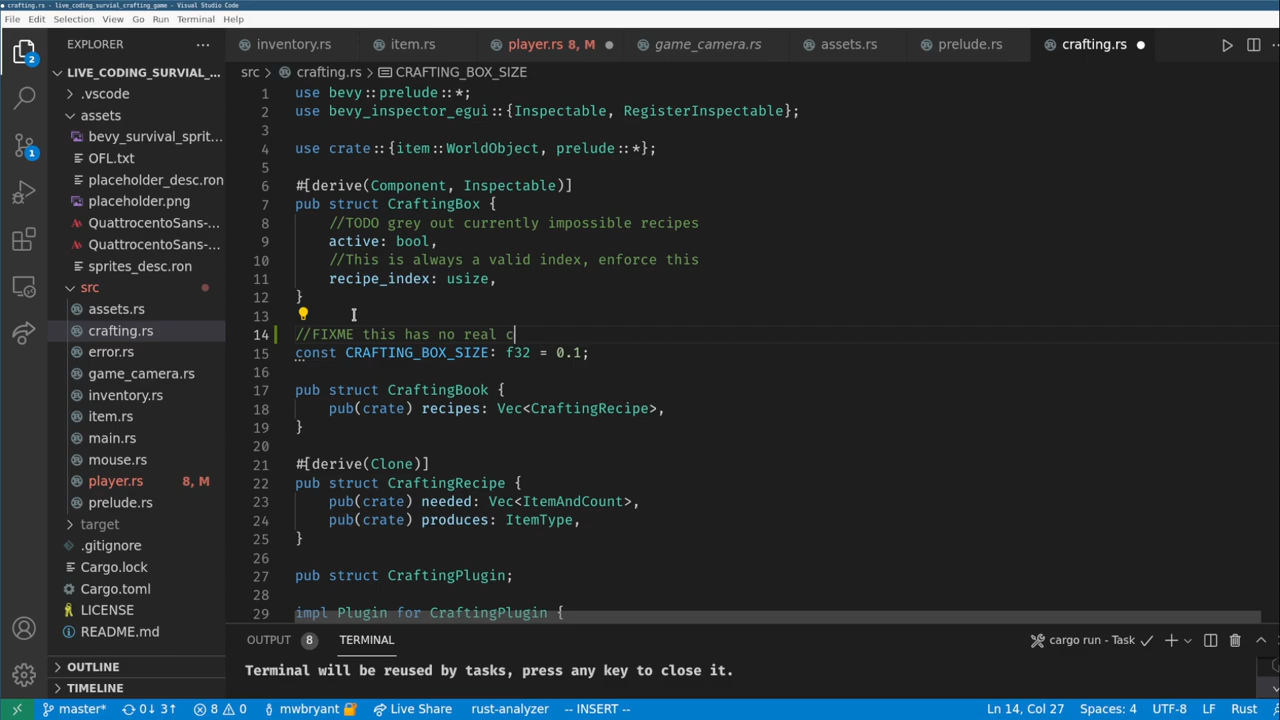 crafting.rs - live_coding_survial_crafting_game - Visual Studio Code
File Edit Selection View Go Run Terminal Help
EXPLORER
inventory.rs item.rs player.rs 8, M game_camera.rs assets.rs prelude.rs crafting.rs
LIVE_CODING_SURVIAL_...
src > crafting.rs > CRAFTING_BOX_SIZE
.vscode
assets
bevy_survival_sprit...
OFL.txt
placeholder_desc.ron
placeholder.png
QuattrocentoSans-...
QuattrocentoSans-...
sprites_desc.ron
src
assets.rs
crafting.rs
error.rs
game_camera.rs
inventory.rs
item.rs
main.rs
mouse.rs
player.rs 8, M
prelude.rs
target
.gitignore
Cargo.lock
Cargo.toml
LICENSE
README.md
OUTLINE
TIMELINE
2
1
1 use bevy::prelude::*;
2 use bevy_inspector_egui::{Inspectable, RegisterInspectable};
3
4 use crate::{item::WorldObject, prelude::*};
5
6 #[derive(Component, Inspectable)]
7 pub struct CraftingBox {
8 //TODO grey out currently impossible recipes
9 active: bool,
10 //This is always a valid index, enforce this
11 recipe_index: usize,
12 }
13
14 //FIXME this has no real c
15 const CRAFTING_BOX_SIZE: f32 = 0.1;
16
17 pub struct CraftingBook {
18 pub(crate) recipes: Vec<CraftingRecipe>,
19 }
20
21 #[derive(Clone)]
22 pub struct CraftingRecipe {
23 pub(crate) needed: Vec<ItemAndCount>,
24 pub(crate) produces: ItemType,
25 }
26
27 pub struct CraftingPlugin;
28
29 impl Plugin for CraftingPlugin {
OUTPUT 8 TERMINAL cargo run - Task
Terminal will be reused by tasks, press any key to close it.
master* 0↓ 3↑ 8 0 mwbryant Live Share rust-analyzer -- INSERT -- Ln 14, Col 27 Spaces: 4 UTF-8 LF Rust